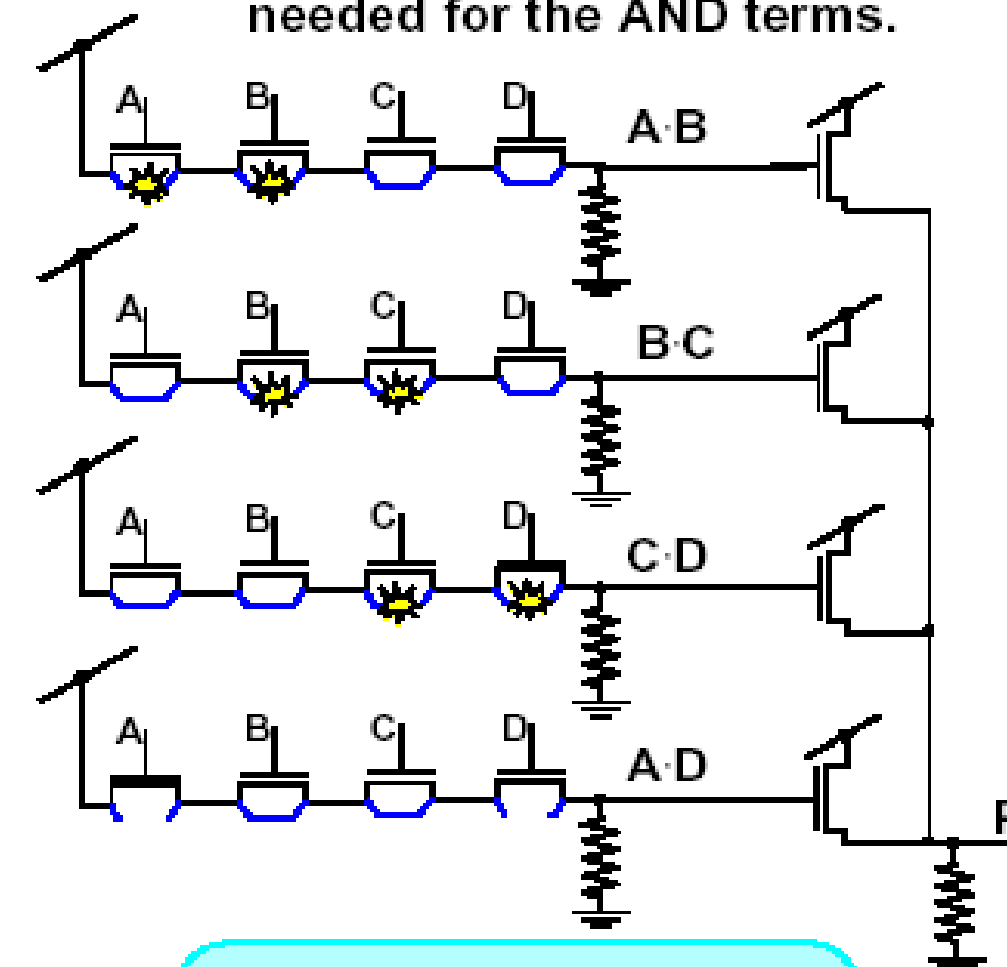 needed for the AND terms.
A B C D A·B
A B C D B·C
A B C D C·D
A B C D A·D